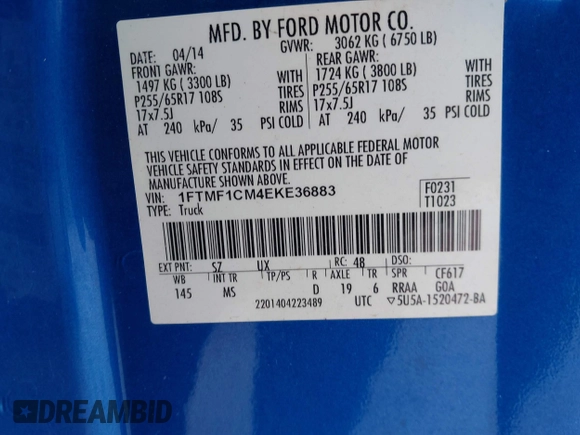 MFD. BY FORD MOTOR CO.
DATE: 04/14 GVWR: 3062 KG ( 6750 LB)
FRONT GAWR: REAR GAWR:
1497 KG ( 3300 LB) WITH 1724 KG ( 3800 LB) WITH
P255/65R17 108S TIRES P255/65R17 108S TIRES
17x7.5J RIMS 17x7.5J RIMS
AT 240 kPa/ 35 PSI COLD AT 240 kPa/ 35 PSI COLD
THIS VEHICLE CONFORMS TO ALL APPLICABLE FEDERAL MOTOR
VEHICLE SAFETY STANDARDS IN EFFECT ON THE DATE OF
MANUFACTURE SHOWN ABOVE.
VIN: 1FTMF1CM4EKE36883 F0231
TYPE: Truck T1023
EXT PNT: SZ UX RC: 48 DSO:
WB INT TR TP/PS R AXLE TR SPR CF617
145 MS D 19 6 RRAA GOA
2201404223489 UTC ▽5U5A-1520472-BA
DREAMBID